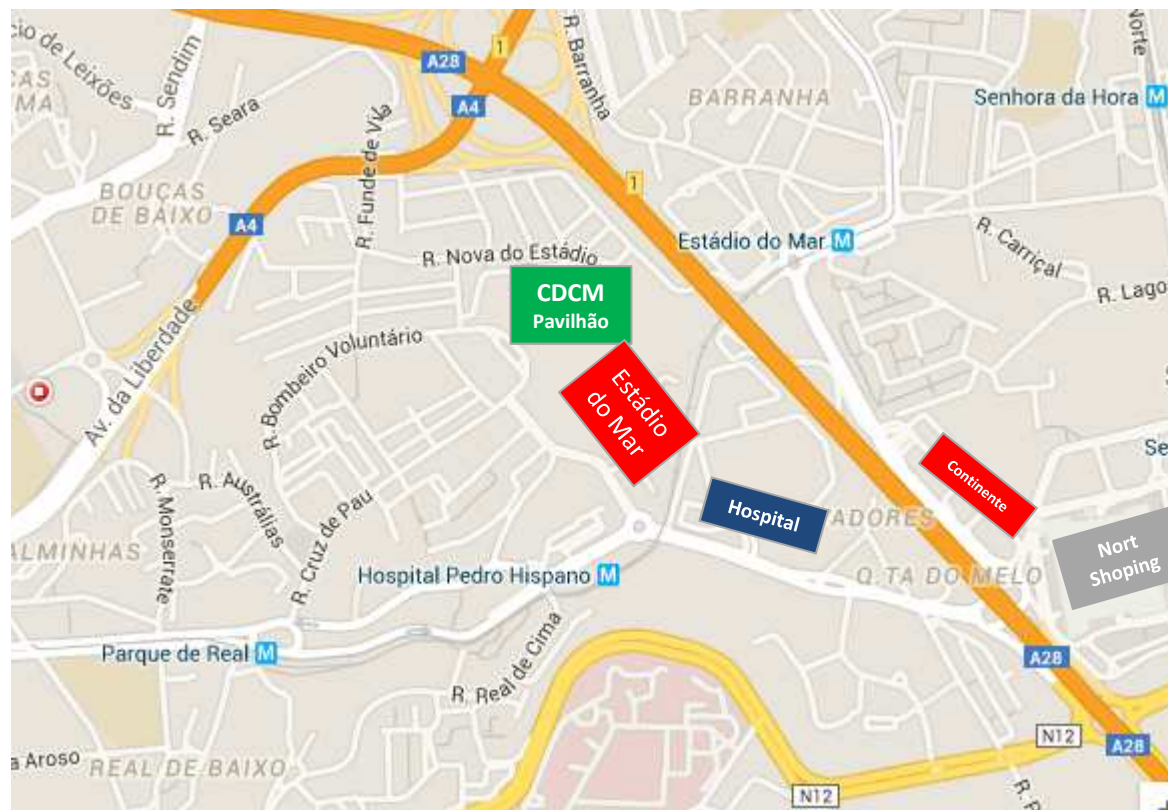 cio de Leixões
R. Sendim
R. Seara
A28
1
A4
R. Barranha
BARRANHA
Norte
Senhora da Hora M
BOUÇAS
DE BAIXO
A4
R. Funde de Vila
1
R. Nova do Estádio
Estádio do Mar M
R. Carriçal
R. Lago
CDCM
Pavilhão
Av. da Liberdade
R. Bombeiro Voluntário
Estádio
do Mar
Continente
Se
R. Monserrate
R. Austrálias
R. Cruz de Pau
Hospital
ADORES
Nort
Shoping
ALMINHAS
Hospital Pedro Hispano M
Q.TA DO MELO
Parque de Real M
R. Real de Cima
A28
N12
A28
a Aroso
REAL DE BAIXO
N12